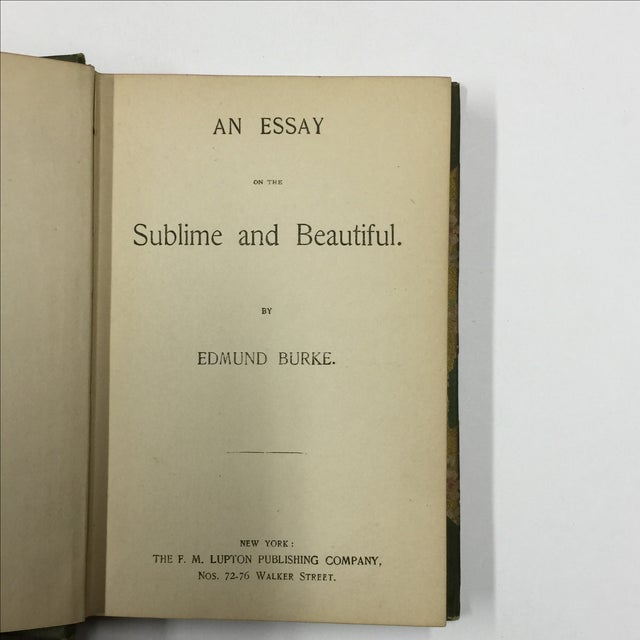 AN ESSAY
ON THE
Sublime and Beautiful.
BY
EDMUND BURKE.
NEW YORK:
THE F. M. LUPTON PUBLISHING COMPANY,
Nos. 72-76 Walker Street.